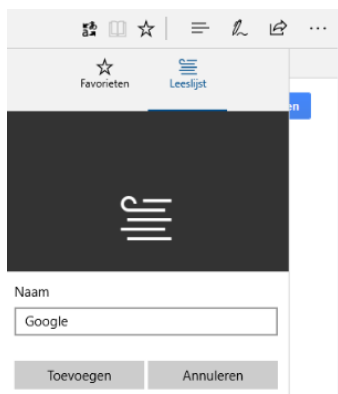 Favorieten
Leeslijst
en
Naam
Google
Toevoegen
Annuleren